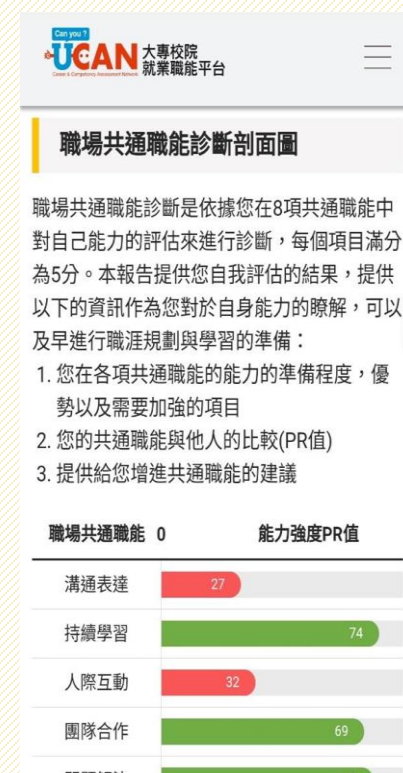 Can you ?
UCAN 大專校院
就業職能平台
Career & Competency Assessment Network
職場共通職能診斷剖面圖
職場共通職能診斷是依據您在8項共通職能中
對自己能力的評估來進行診斷，每個項目滿分
為5分。本報告提供您自我評估的結果，提供
以下的資訊作為您對於自身能力的瞭解，可以
及早進行職涯規劃與學習的準備：
1. 您在各項共通職能的能力的準備程度，優
勢以及需要加強的項目
2. 您的共通職能與他人的比較(PR值)
3. 提供給您增進共通職能的建議
職場共通職能 0 能力強度PR值
溝通表達 27
持續學習 74
人際互動 32
團隊合作 69